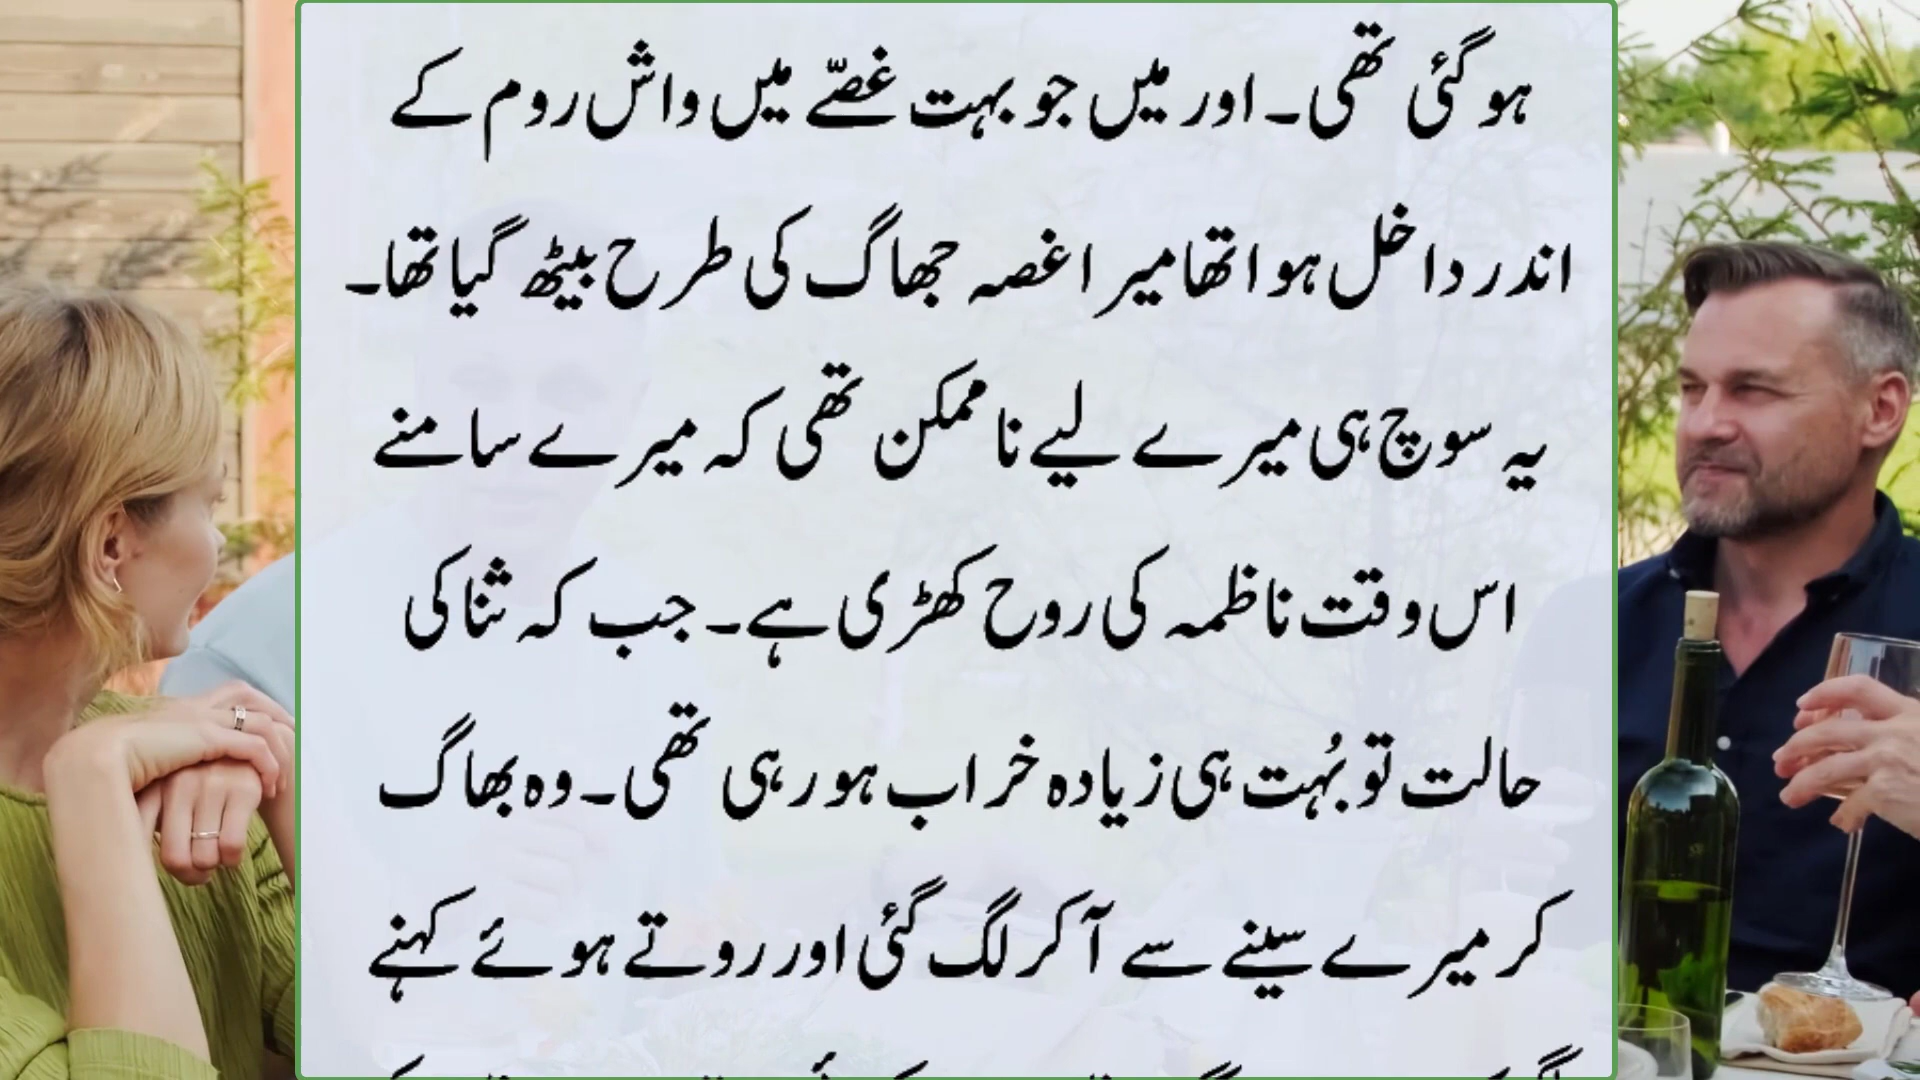 ہوگئی تھی۔ اور میں جو بہت غصّے میں واش روم کے
اندر داخل ہوا تھا میرا غصہ جھاگ کی طرح بیٹھ گیا تھا۔
یہ سوچ ہی میرے لیے ناممکن تھی کہ میرے سامنے
اس وقت ناظمہ کی روح کھڑی ہے۔ جب کہ ثنا کی
حالت تو بُہت ہی زیادہ خراب ہو رہی تھی۔ وہ بھاگ
کر میرے سینے سے آ کر لگ گئی اور روتے ہوئے کہنے